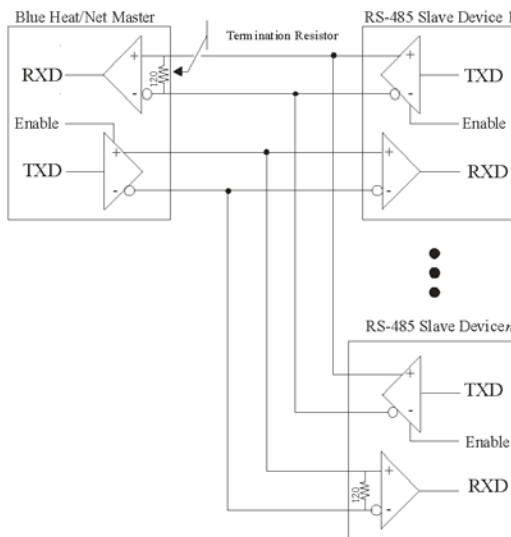 Blue Heat/Net Master
RS-485 Slave Device 1
Termination Resistor
RXD
+
-
120
+
-
TXD
Enable
Enable
TXD
+
-
+
-
RXD
RS-485 Slave Device n
+
-
TXD
Enable
120
+
-
RXD